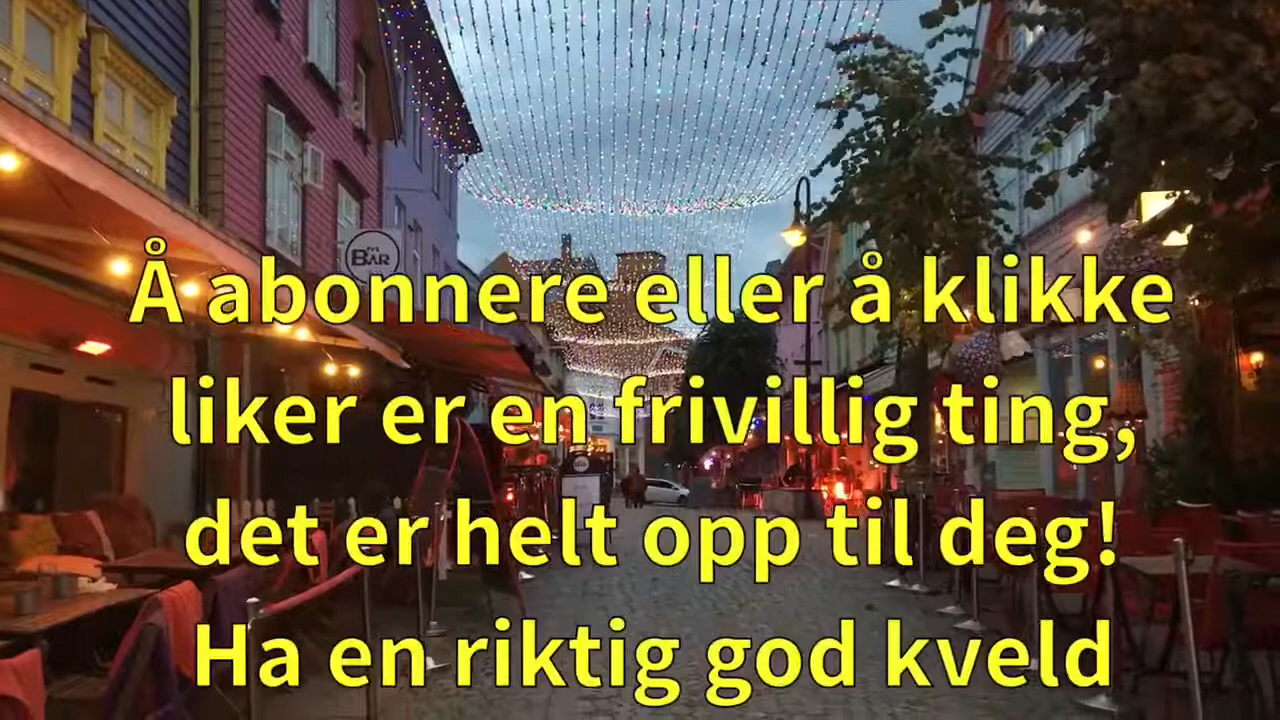 BAR
Å abonnere eller å klikke
liker er en frivillig ting,
det er helt opp til deg!
Ha en riktig god kveld